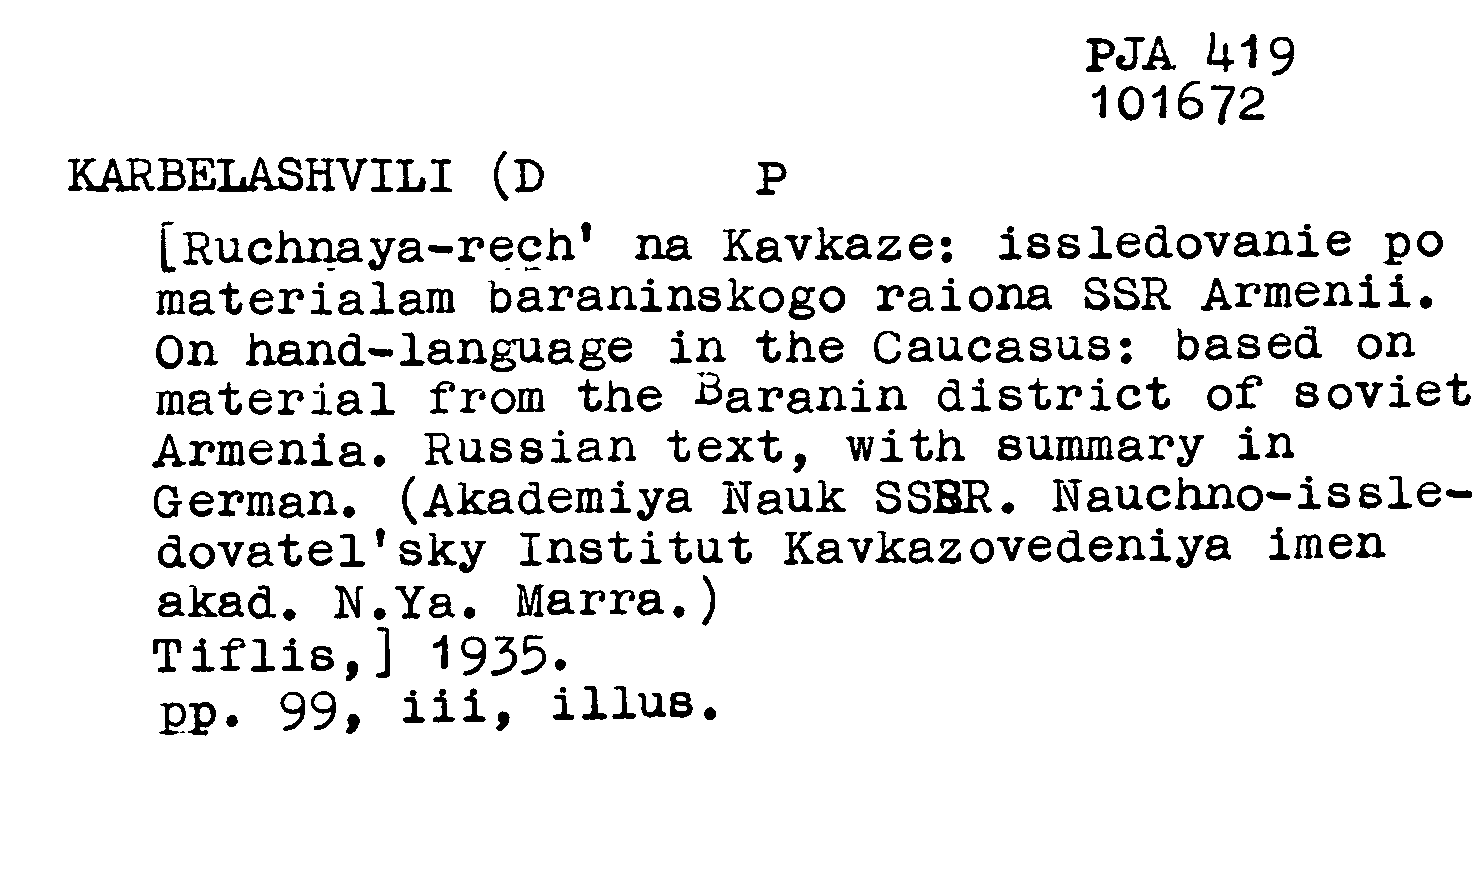 PJA 419
101672
KARBELASHVILI (D P
[Ruchnaya-rech' na Kavkaze: issledovanie po
materialam baraninskogo raiona SSR Armenii.
On hand-language in the Caucasus: based on
material from the Baranin district of soviet
Armenia. Russian text, with summary in
German. (Akademiya Nauk SSSR. Nauchno-issle-
dovatel'sky Institut Kavkazovedeniya imen
akad. N.Ya. Marra.)
Tiflis,] 1935.
pp. 99, iii, illus.